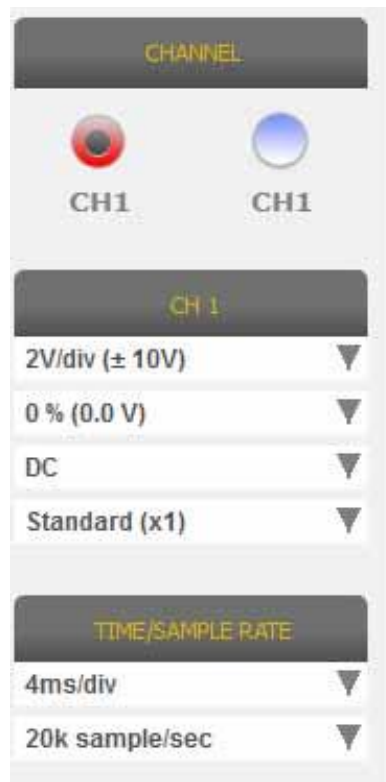 CHANNEL
CH1 CH1
CH 1
2V/div (± 10V)
0 % (0.0 V)
DC
Standard (x1)
TIME/SAMPLE RATE
4ms/div
20k sample/sec